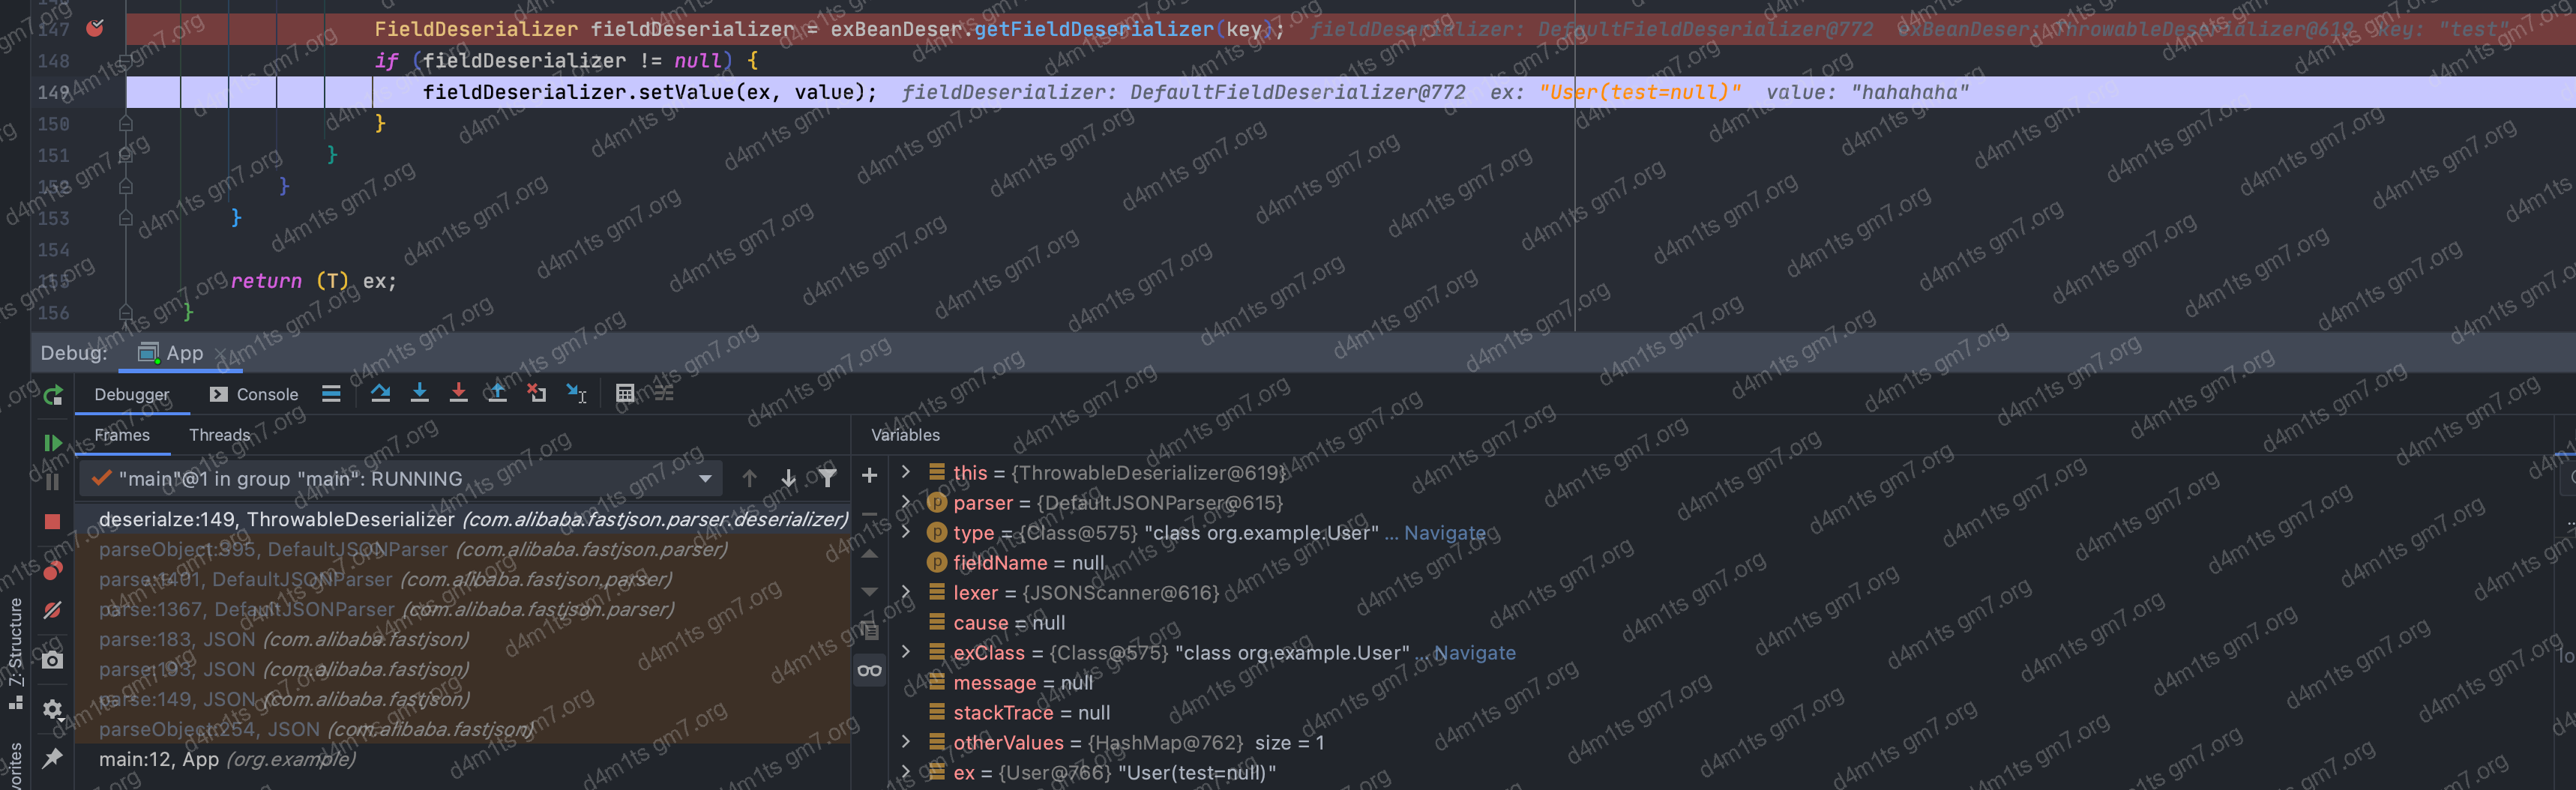 147 FieldDeserializer fieldDeserializer = exBeanDeser.getFieldDeserializer(key); fieldDeserializer: DefaultFieldDeserializer@772 exBeanDeser: ThrowableDeserializer@619 key: "test"
148 if (fieldDeserializer != null) {
149 fieldDeserializer.setValue(ex, value); fieldDeserializer: DefaultFieldDeserializer@772 ex: "User(test=null)" value: "hahahaha"
150 }
151 }
152 }
153 }
154
155 return (T) ex;
156 }
Debug: App
Debugger Console
Frames Threads Variables
"main"@1 in group "main": RUNNING
deserialze:149, ThrowableDeserializer (com.alibaba.fastjson.parser.deserializer)
parseObject:395, DefaultJSONParser (com.alibaba.fastjson.parser)
parse:1401, DefaultJSONParser (com.alibaba.fastjson.parser)
parse:1367, DefaultJSONParser (com.alibaba.fastjson.parser)
parse:183, JSON (com.alibaba.fastjson)
parse:193, JSON (com.alibaba.fastjson)
parse:149, JSON (com.alibaba.fastjson)
parseObject:254, JSON (com.alibaba.fastjson)
main:12, App (org.example)
this = {ThrowableDeserializer@619}
parser = {DefaultJSONParser@615}
type = {Class@575} "class org.example.User" ... Navigate
fieldName = null
lexer = {JSONScanner@616}
cause = null
exClass = {Class@575} "class org.example.User" ... Navigate
message = null
stackTrace = null
otherValues = {HashMap@762} size = 1
ex = {User@766} "User(test=null)"
Z: Structure
vorites
d4m1ts gm7.org